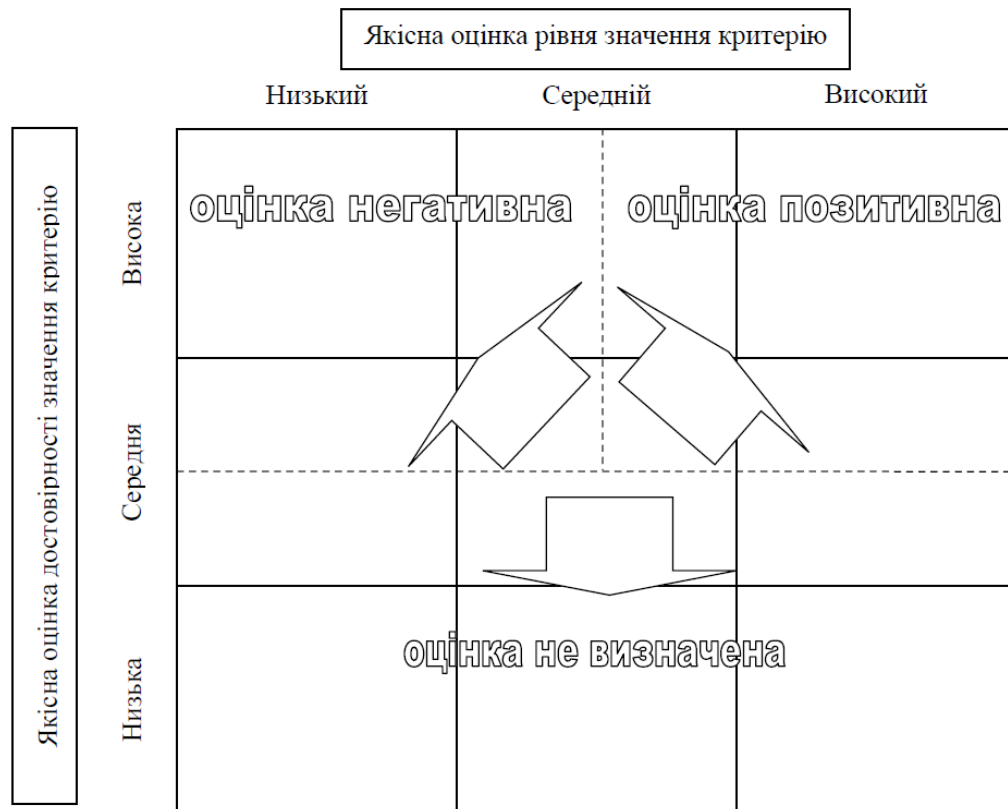 Якісна оцінка рівня значення критерію
Низький
Середній
Високий
Якісна оцінка достовірності значення критерію
Висока
оцінка негативна
оцінка позитивна
Середня
Низька
оцінка не визначена